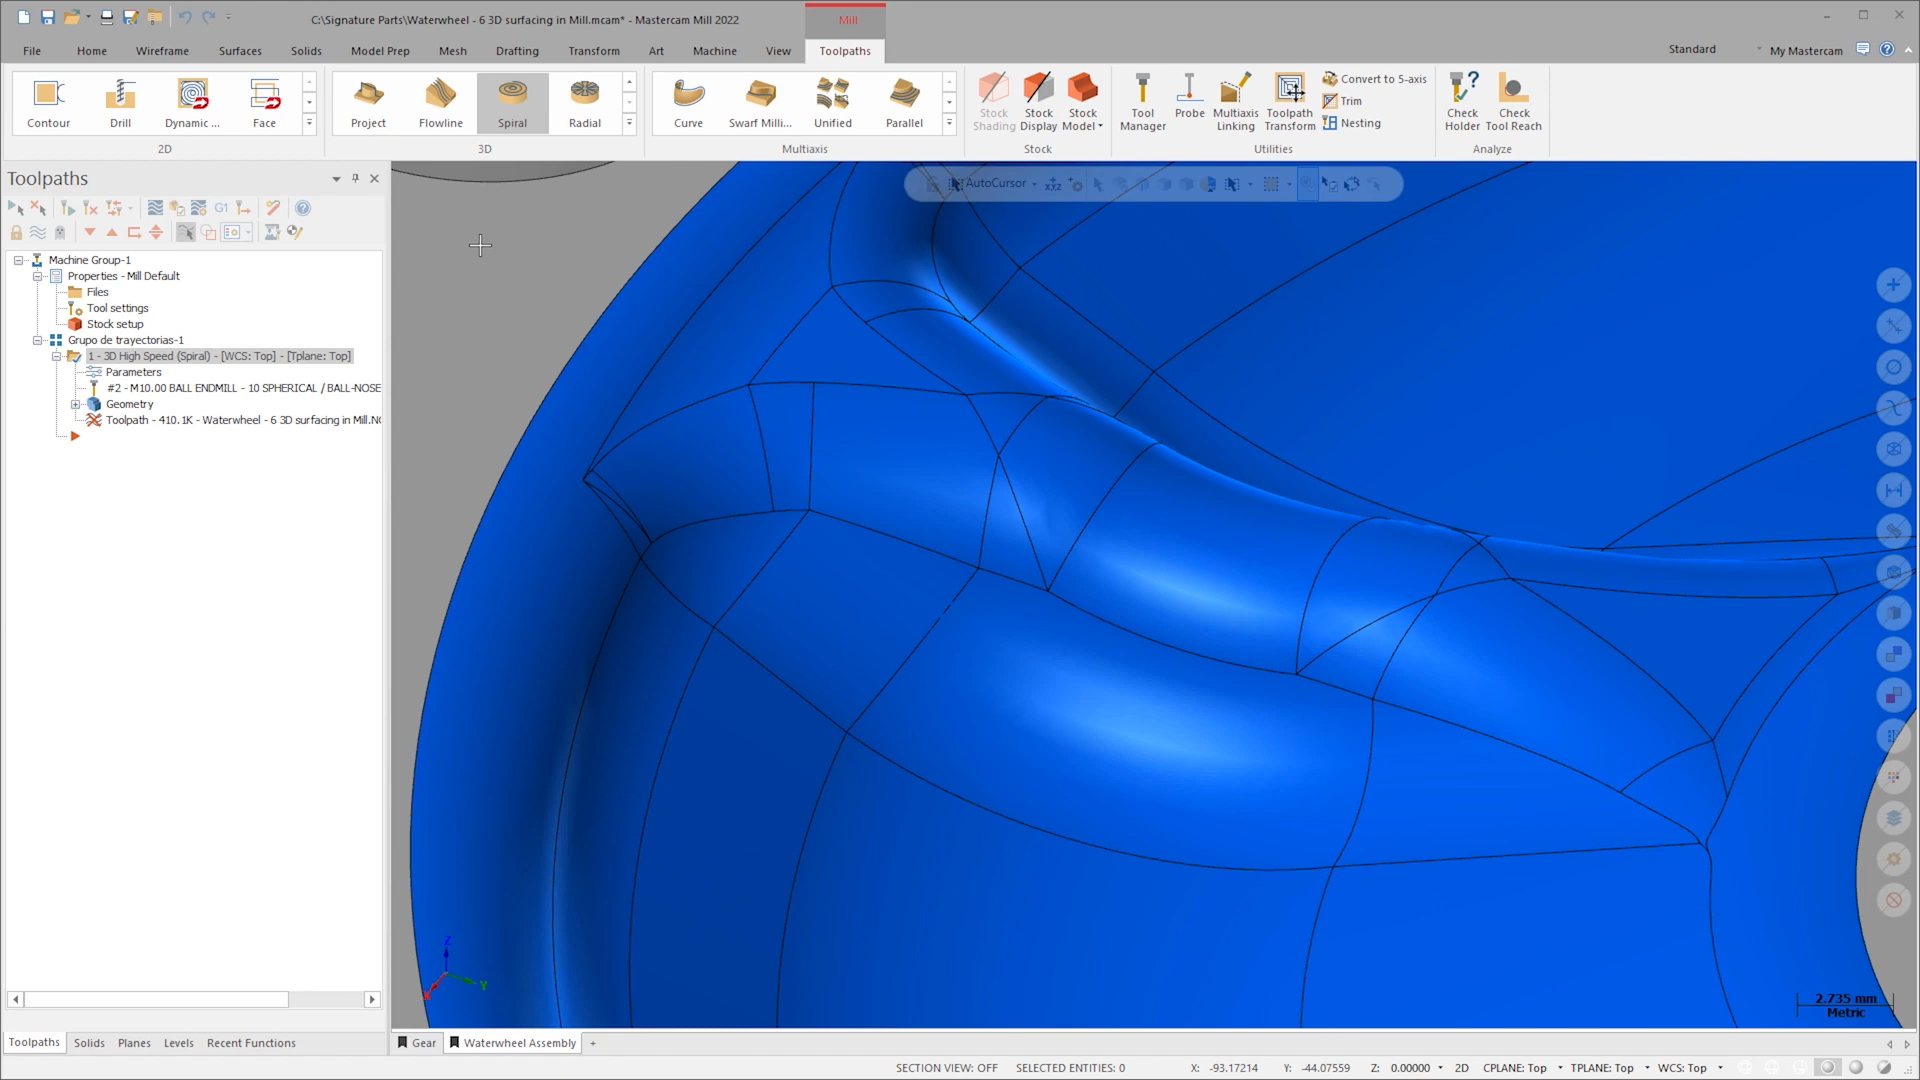 C:\Signature Parts\Waterwheel - 6 3D surfacing in Mill.mcam* - Mastercam Mill 2022
Mill
File Home Wireframe Surfaces Solids Model Prep Mesh Drafting Transform Art Machine View Toolpaths
Standard My Mastercam
Contour Drill Dynamic ... Face
2D
Project Flowline Spiral Radial
3D
Curve Swarf Milli... Unified Parallel
Multiaxis
Stock Shading Stock Display Stock Model
Stock
Tool Manager Probe Multiaxis Linking Toolpath Transform
Convert to 5-axis
Trim
Nesting
Utilities
Check Holder Check Tool Reach
Analyze
Toolpaths
AutoCursor
xyz
G1
Machine Group-1
Properties - Mill Default
Files
Tool settings
Stock setup
Grupo de trayectorias-1
1 - 3D High Speed (Spiral) - [WCS: Top] - [Tplane: Top]
Parameters
#2 - M10.00 BALL ENDMILL - 10 SPHERICAL / BALL-NOSE
Geometry
Toolpath - 410.1K - Waterwheel - 6 3D surfacing in Mill.NC
Z
Y
X
2.735 mm
Metric
Toolpaths Solids Planes Levels Recent Functions
Gear Waterwheel Assembly +
SECTION VIEW: OFF SELECTED ENTITIES: 0 X: -93.17214 Y: -44.07559 Z: 0.00000 2D CPLANE: Top TPLANE: Top WCS: Top